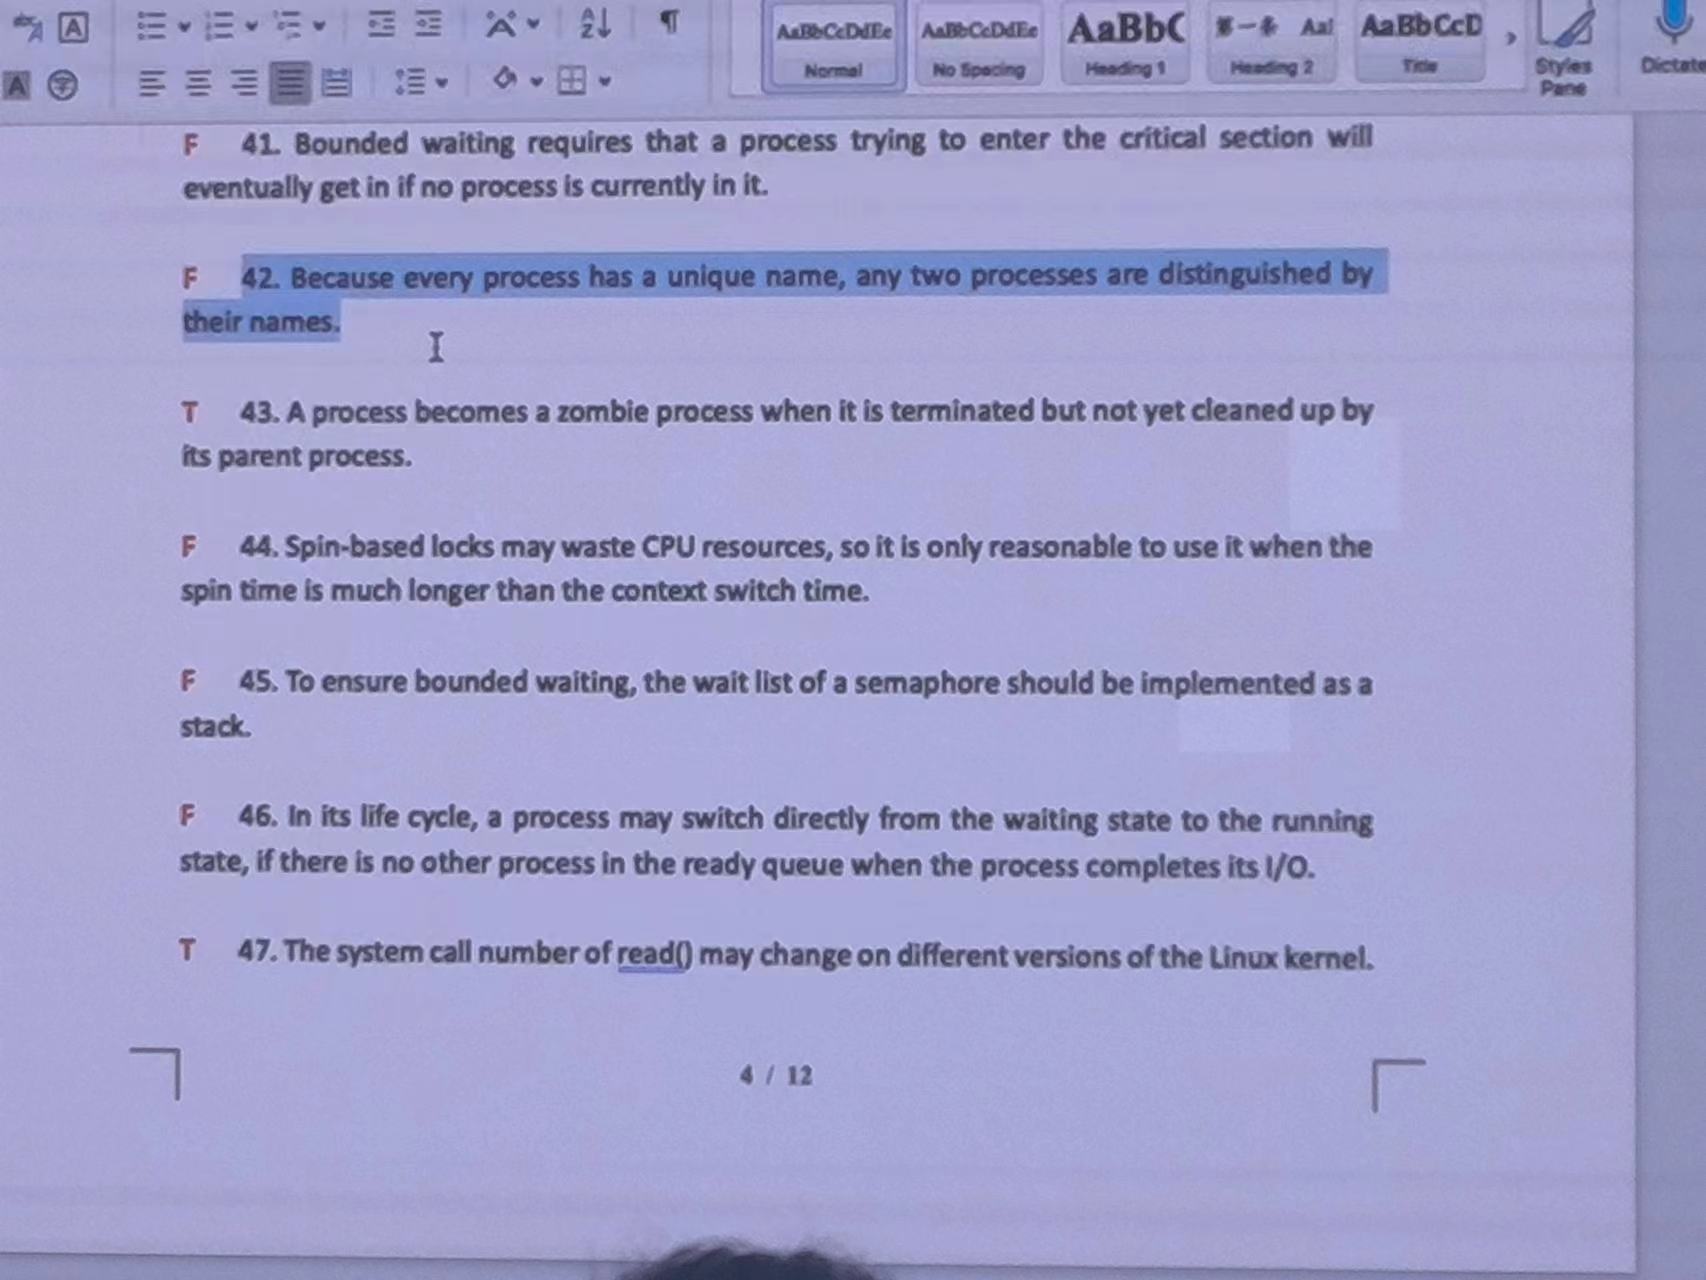 AaBbCcDdEe
AaBbCcDdEe
AaBbC
AaBbCcD
Normal
No Spacing
Heading 1
Heading 2
Title
Styles
Pane
Dictate
F 41. Bounded waiting requires that a process trying to enter the critical section will
eventually get in if no process is currently in it.
F 42. Because every process has a unique name, any two processes are distinguished by
their names.
T 43. A process becomes a zombie process when it is terminated but not yet cleaned up by
its parent process.
F 44. Spin-based locks may waste CPU resources, so it is only reasonable to use it when the
spin time is much longer than the context switch time.
F 45. To ensure bounded waiting, the wait list of a semaphore should be implemented as a
stack.
F 46. In its life cycle, a process may switch directly from the waiting state to the running
state, if there is no other process in the ready queue when the process completes its I/O.
T 47. The system call number of read() may change on different versions of the Linux kernel.
4 / 12